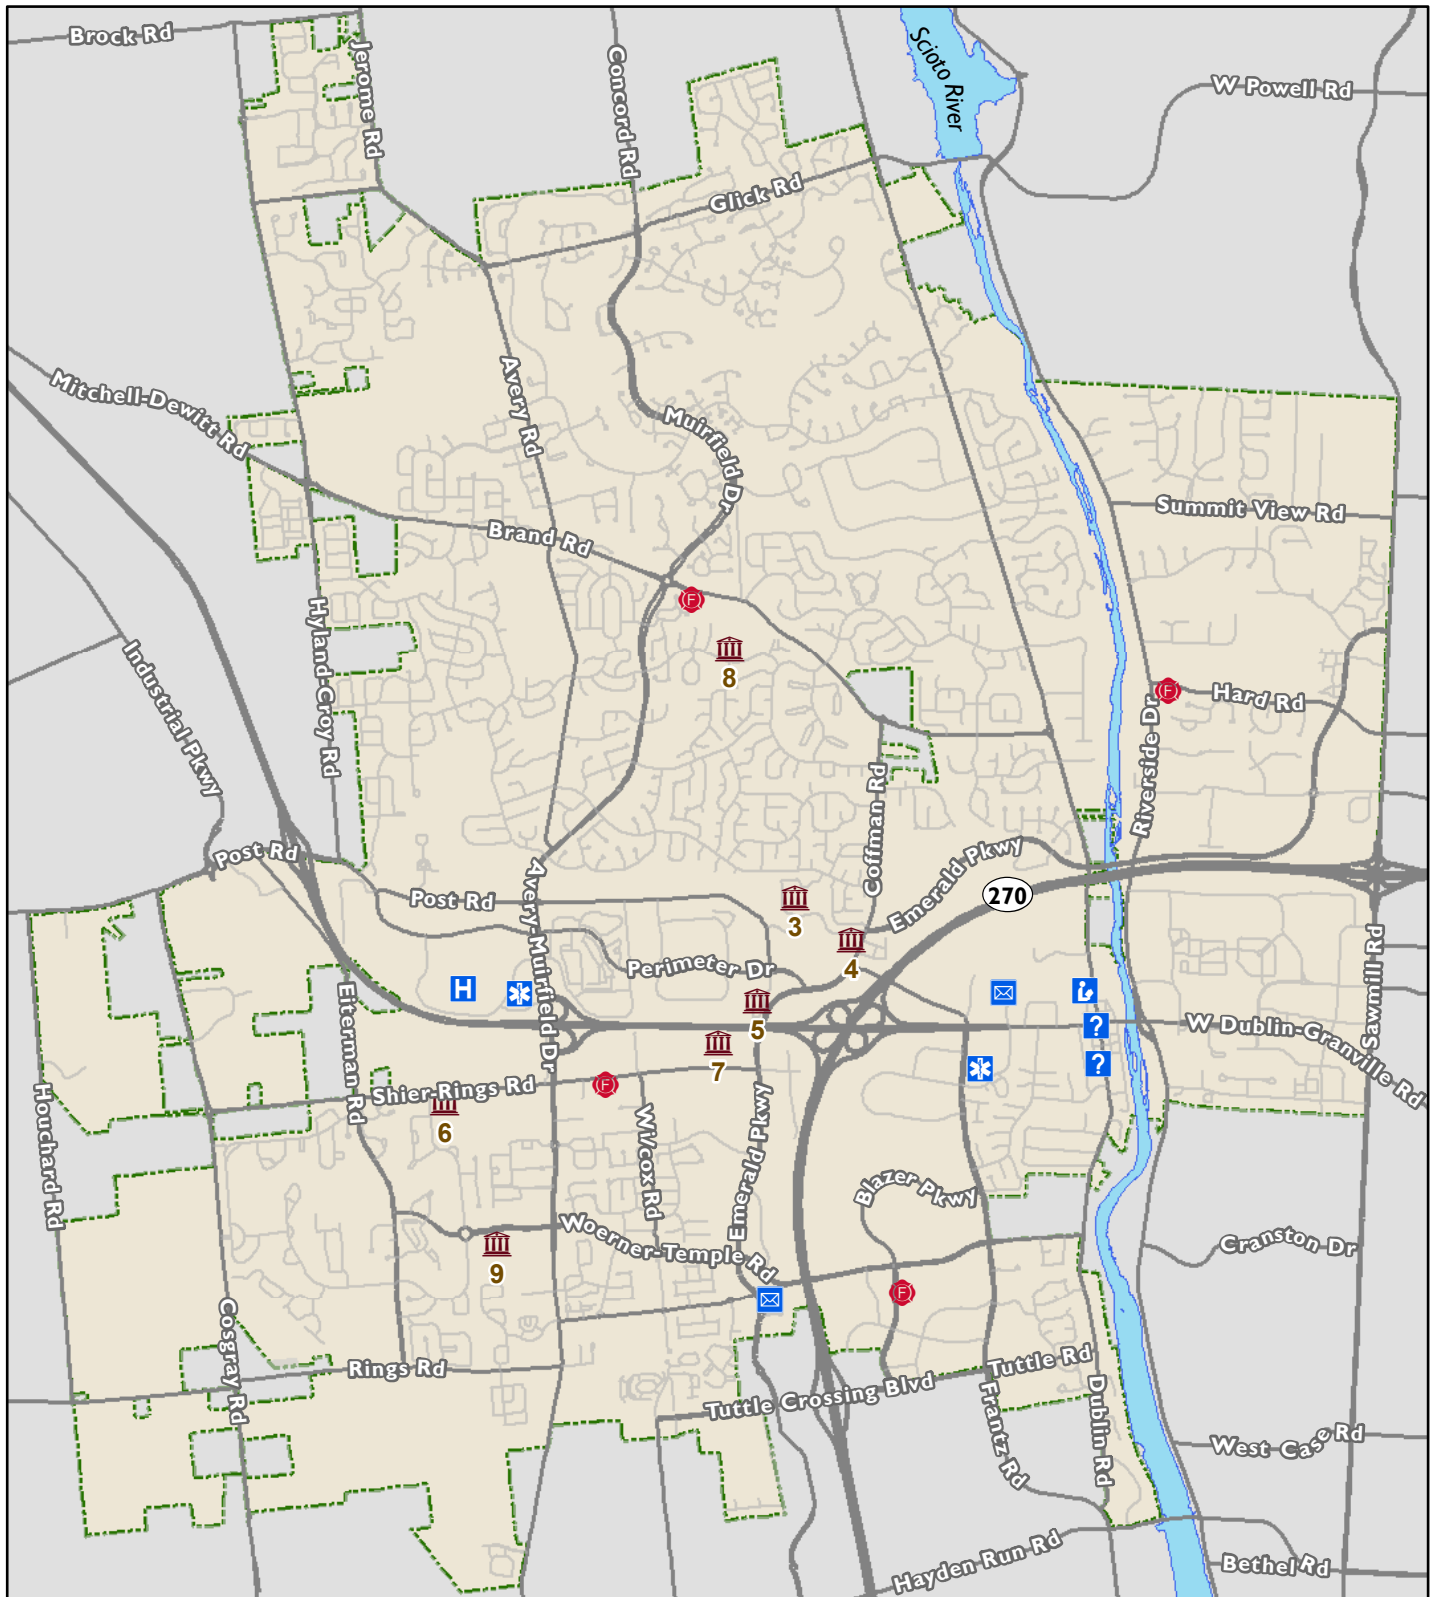 Brock Rd
Jerome Rd
Concord Rd
Scioto River
W Powell Rd
Glick Rd
Mitchell-Dewitt Rd
Avery Rd
Muirfield Dr
Summit View Rd
Brand Rd
F
8
Industrial Pkwy
Hyland-Croy Rd
F
Hard Rd
Riverside Dr
Coffman Rd
Emerald Pkwy
270
Post Rd
Post Rd
Avery-Muirfield Dr
3
4
Perimeter Dr
Sawmill Rd
H
5
?
W Dublin-Granville Rd
7
?
Eiterman Rd
Shier-Rings Rd
F
6
Houchard Rd
Wilcox Rd
Emerald Pkwy
Blazer Pkwy
Woerner-Temple Rd
9
Cranston Dr
F
Cosgray Rd
Rings Rd
Tuttle Rd
Tuttle Crossing Blvd
Frantz Rd
Dublin Rd
West Case Rd
Hayden Run Rd
Bethel Rd